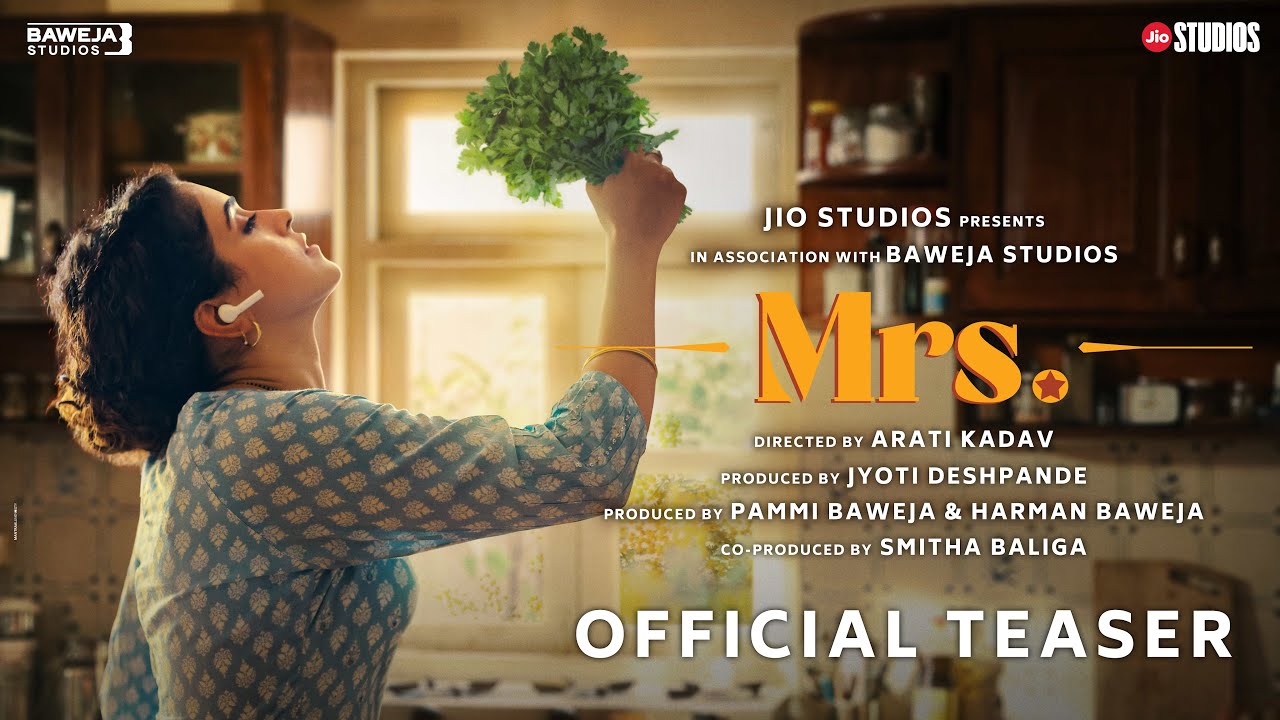 BAWEJA
STUDIOS
Jio STUDIOS
JIO STUDIOS PRESENTS
IN ASSOCIATION WITH BAWEJA STUDIOS
Mrs.
DIRECTED BY ARATI KADAV
PRODUCED BY JYOTI DESHPANDE
PRODUCED BY PAMMI BAWEJA & HARMAN BAWEJA
CO-PRODUCED BY SMITHA BALIGA
OFFICIAL TEASER